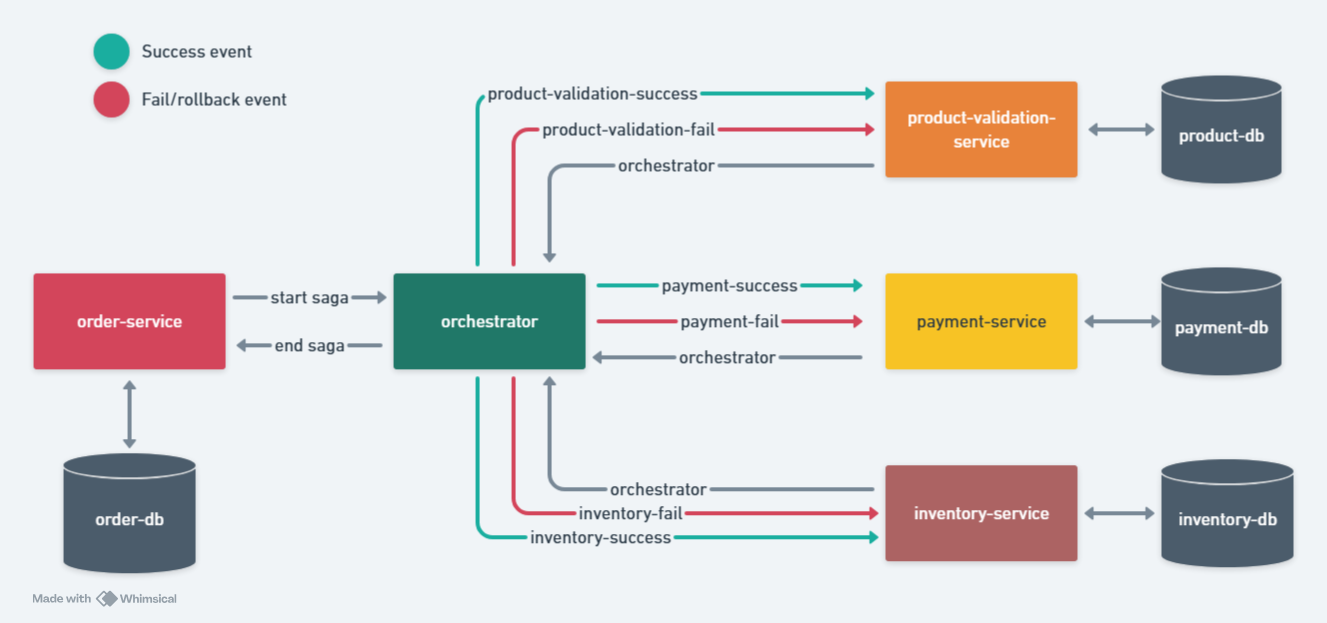 Success event
Fail/rollback event
product-validation-success
product-validation-fail
orchestrator
product-validation-
service
product-db
order-service
start saga
end saga
orchestrator
payment-success
payment-fail
orchestrator
payment-service
payment-db
order-db
orchestrator
inventory-fail
inventory-success
inventory-service
inventory-db
Made with Whimsical